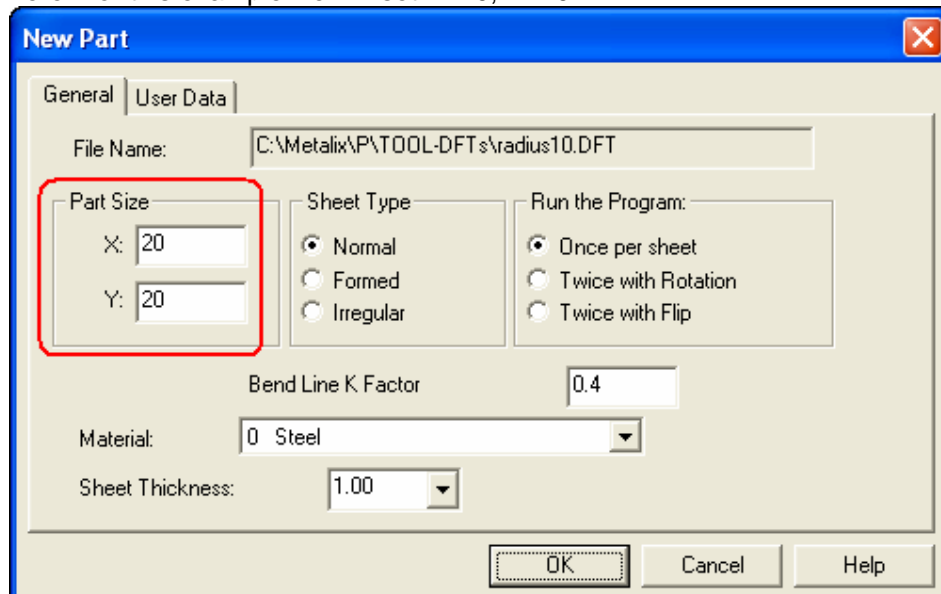 New Part
General User Data
File Name: C:\Metalix\P\TOOL-DFTs\radius10.DFT
Part Size Sheet Type Run the Program:
X: 20 Normal Once per sheet
Formed Twice with Rotation
Y: 20 Irregular Twice with Flip
Bend Line K Factor 0.4
Material: 0 Steel
Sheet Thickness: 1.00
OK Cancel Help